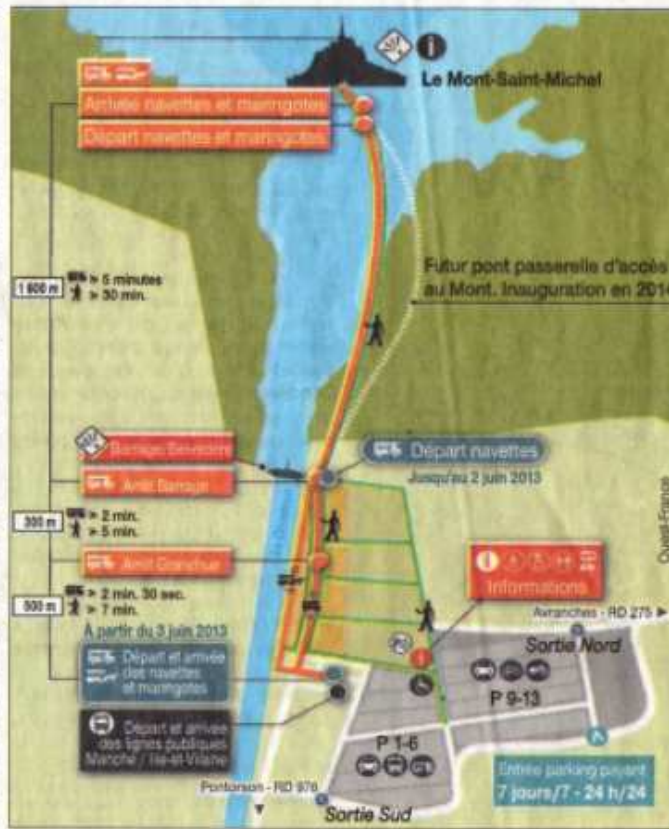 Le Mont-Saint-Michel
Arrivée navettes et maringotes
Départ navettes et maringotes
Futur pont passerelle d'accès
au Mont. Inauguration en 2014
1 600 m
> 5 minutes
> 30 min.
Barrage/Belvédère
Départ navettes
Jusqu'au 2 juin 2013
Arrêt Barrage
300 m
> 2 min.
> 5 min.
Arrêt
500 m
> 2 min. 30 sec.
> 7 min.
Ouest-France
Informations
Avranches - RD 275
Sortie Nord
À partir du 3 juin 2013
Départ et arrivée
des navettes
et maringotes
P 9-13
Départ et arrivée
des lignes publiques
Manche / Ille-et-Vilaine
P 1-6
Entrée parking payant
7 jours/7 - 24 h/24
Pontorson - RD 976
Sortie Sud